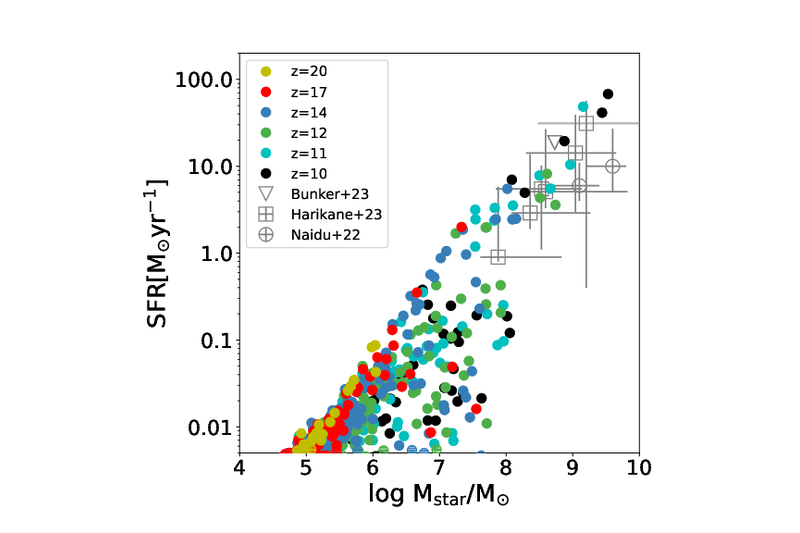 z=20
z=17
z=14
z=12
z=11
z=10
Bunker+23
Harikane+23
Naidu+22
100.0
10.0
1.0
0.1
0.01
SFR[M⊙yr⁻¹]
4 5 6 7 8 9 10
log Mstar/M⊙